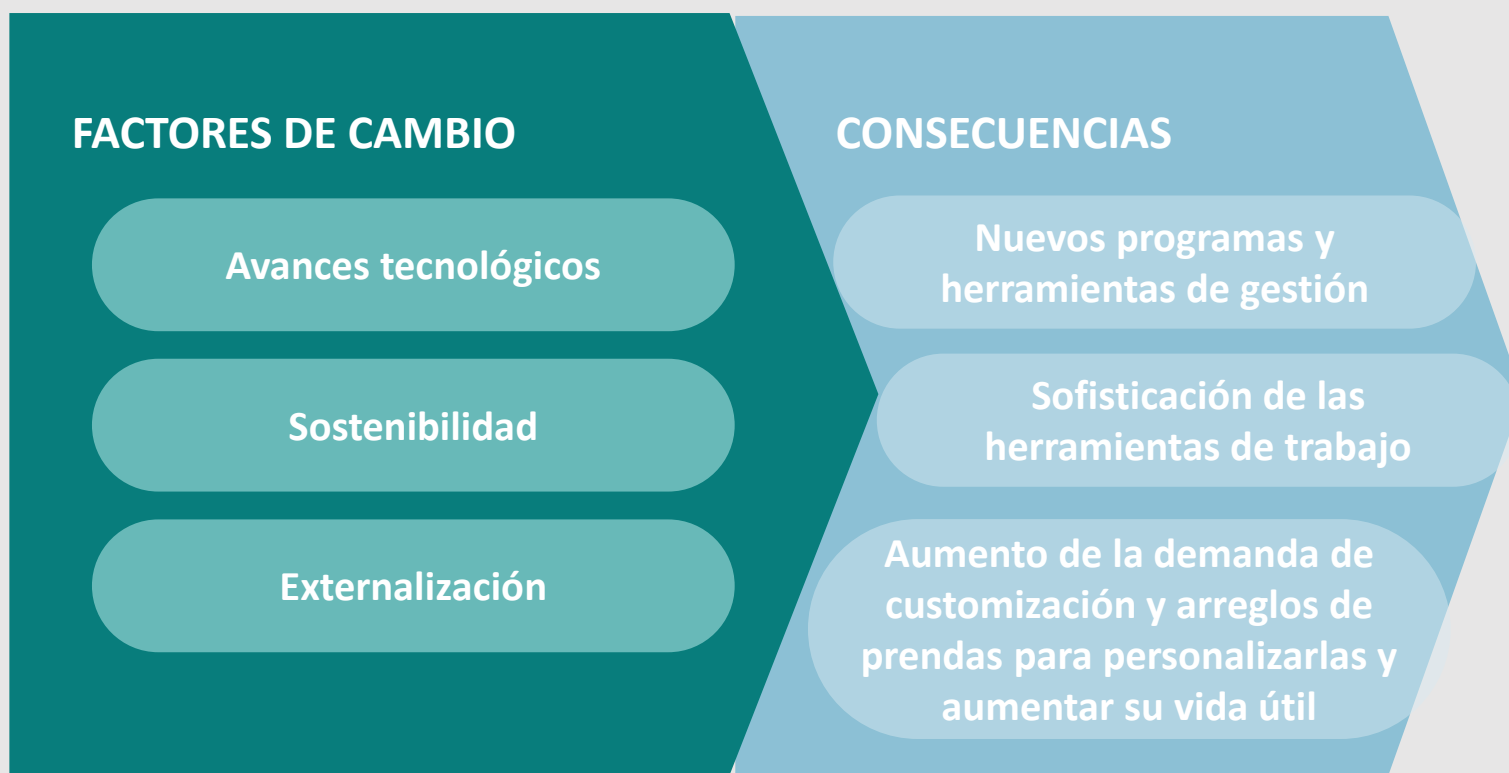 FACTORES DE CAMBIO
Avances tecnológicos
Sostenibilidad
Externalización
CONSECUENCIAS
Nuevos programas y
herramientas de gestión
Sofisticación de las
herramientas de trabajo
Aumento de la demanda de
customización y arreglos de
prendas para personalizarlas y
aumentar su vida útil